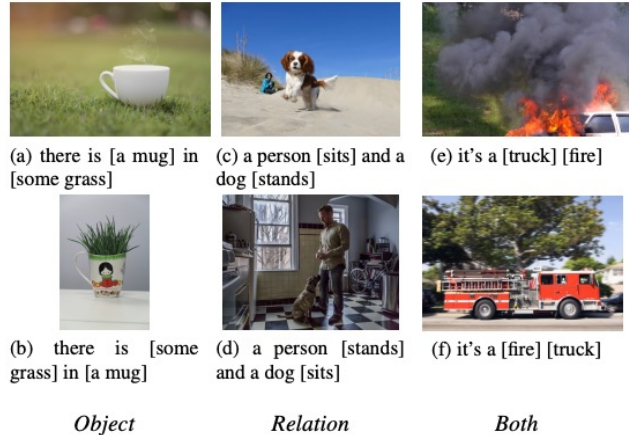 (a) there is [a mug] in
[some grass]
(c) a person [sits] and a
dog [stands]
(e) it's a [truck] [fire]
(b) there is [some
grass] in [a mug]
(d) a person [stands]
and a dog [sits]
(f) it's a [fire] [truck]
Object
Relation
Both